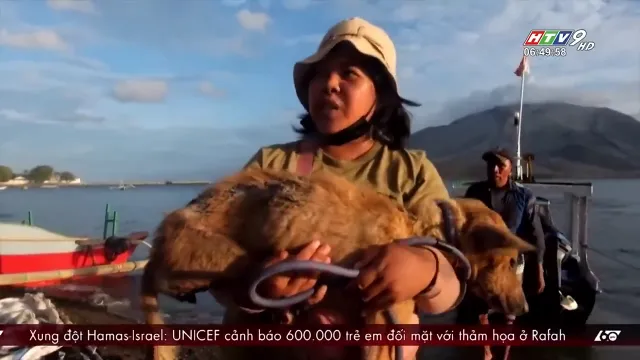 HTV9 HD
06:49:58
Xung đột Hamas-Israel: UNICEF cảnh báo 600.000 trẻ em đối mặt với thảm họa ở Rafah
60